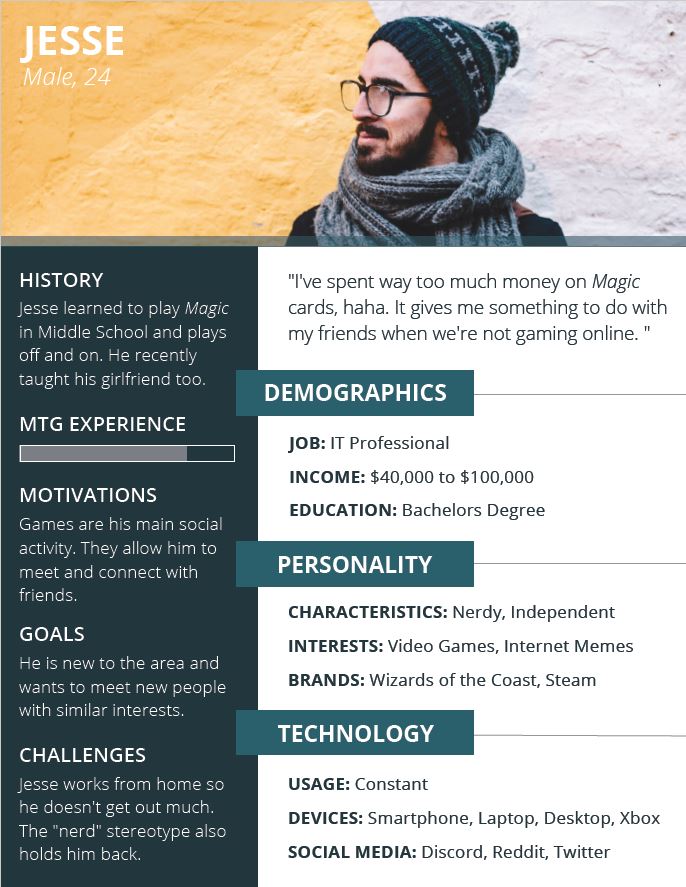 JESSE
Male, 24
HISTORY
Jesse learned to play Magic
in Middle School and plays
off and on. He recently
taught his girlfriend too.
MTG EXPERIENCE
MOTIVATIONS
Games are his main social
activity. They allow him to
meet and connect with
friends.
GOALS
He is new to the area and
wants to meet new people
with similar interests.
CHALLENGES
Jesse works from home so
he doesn't get out much.
The "nerd" stereotype also
holds him back.
"I've spent way too much money on Magic
cards, haha. It gives me something to do with
my friends when we're not gaming online. "
DEMOGRAPHICS
JOB: IT Professional
INCOME: $40,000 to $100,000
EDUCATION: Bachelors Degree
PERSONALITY
CHARACTERISTICS: Nerdy, Independent
INTERESTS: Video Games, Internet Memes
BRANDS: Wizards of the Coast, Steam
TECHNOLOGY
USAGE: Constant
DEVICES: Smartphone, Laptop, Desktop, Xbox
SOCIAL MEDIA: Discord, Reddit, Twitter